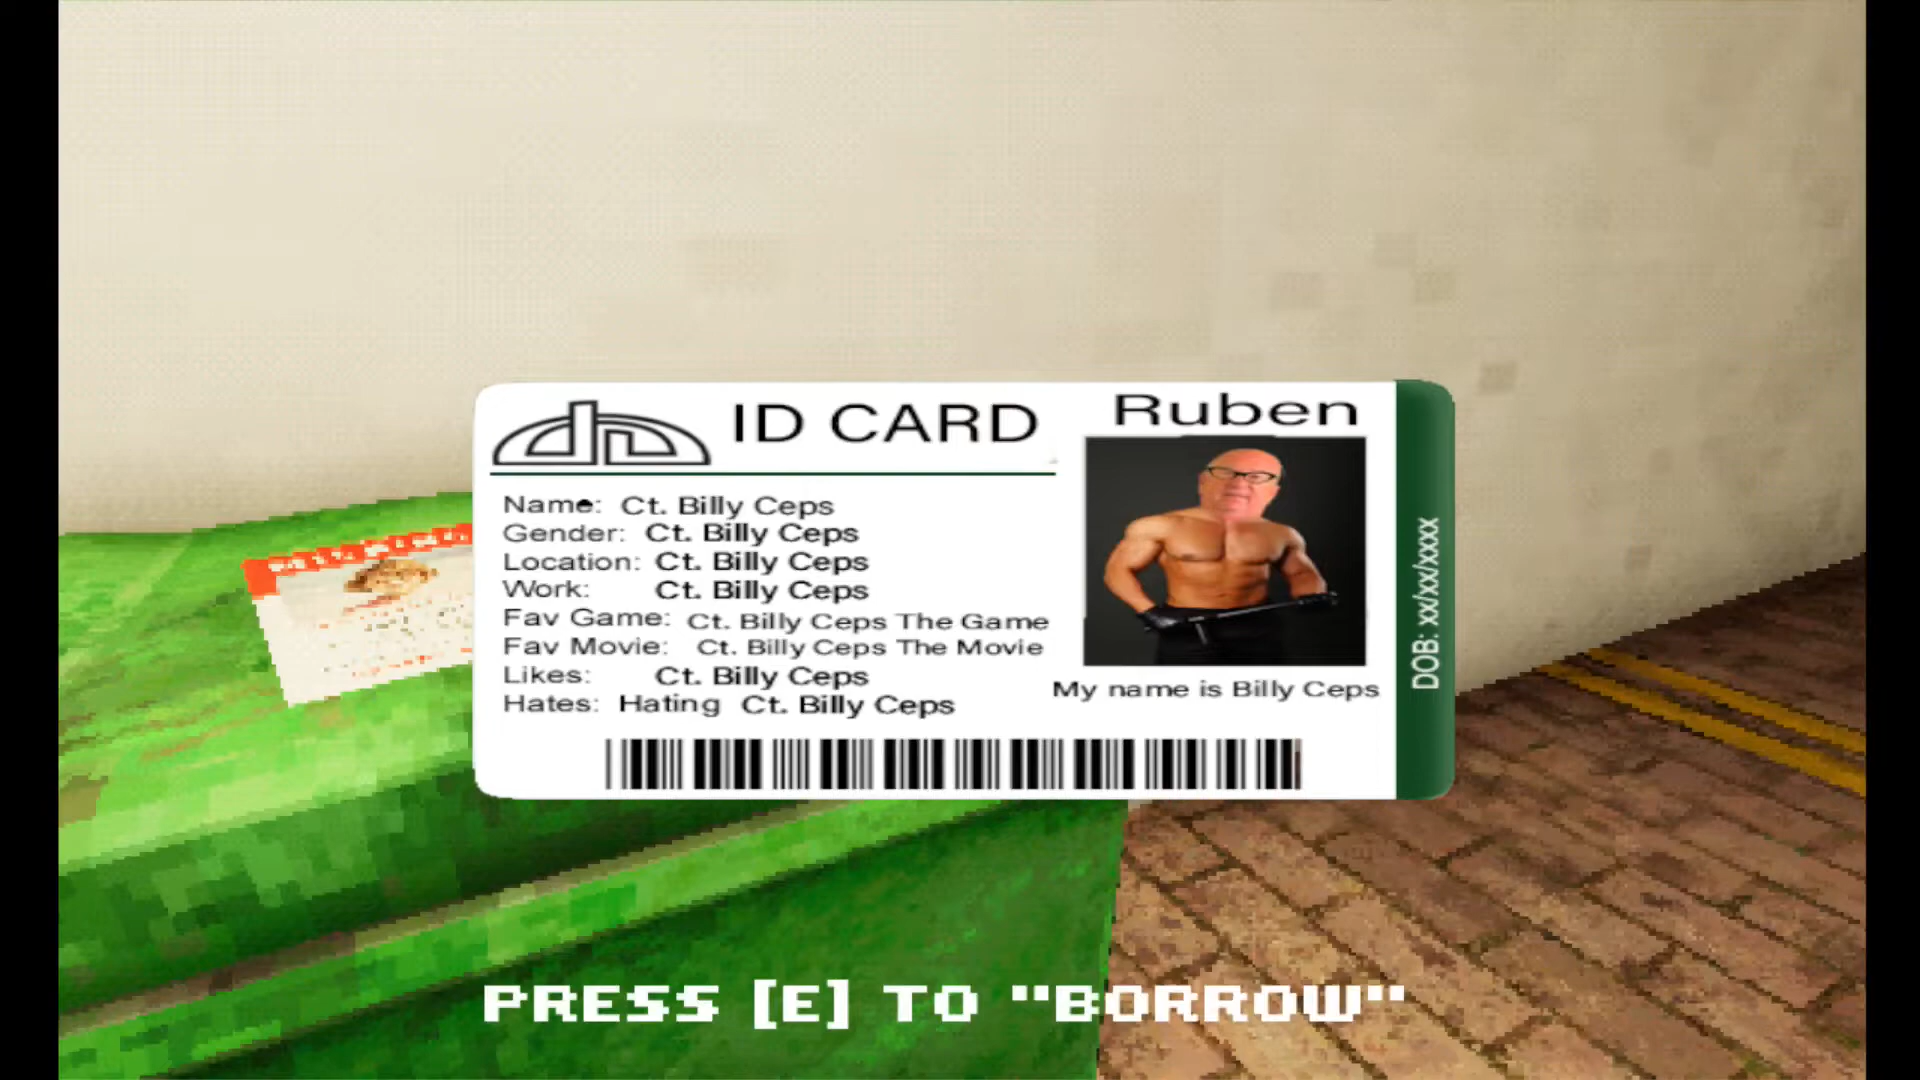 ID CARD
Ruben
Name: Ct. Billy Ceps
Gender: Ct. Billy Ceps
Location: Ct. Billy Ceps
Work: Ct. Billy Ceps
Fav Game: Ct. Billy Ceps The Game
Fav Movie: Ct. Billy Ceps The Movie
Likes: Ct. Billy Ceps
Hates: Hating Ct. Billy Ceps
My name is Billy Ceps
DOB: xx/xx/xxxx
PRESS [E] TO "BORROW"